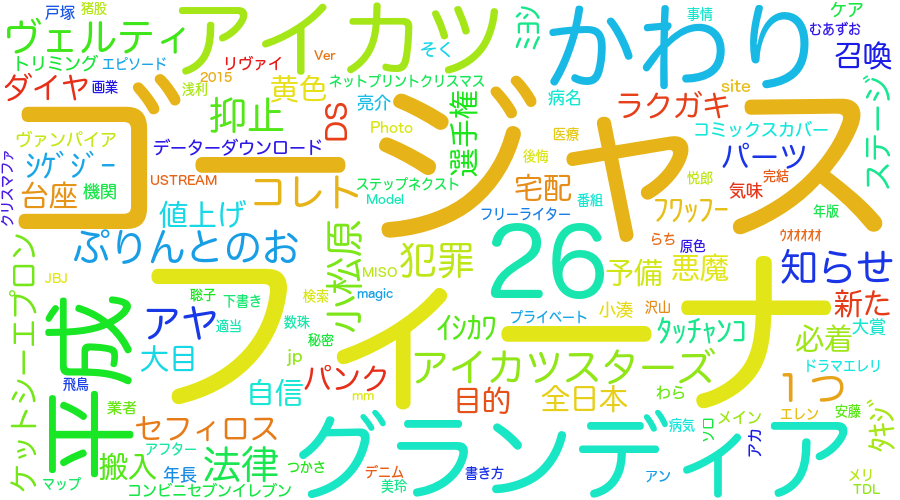 戸塚
猪股
ヴェルティ
アイカツ
ミヨシ
かわり
事情
ケア
むあずお
召喚
トリミング
エピソード
リヴァイ
Ver
そく
2015
浅利
ダイヤ
画業
黄色
ネットプリントクリスマス
亮介
病名
ラクガキ
site
ステージ
抑止
DS
選手権
ゴージャス
コミックスカバー
ヴァンパイア
データーダウンロード
Photo
医療
後悔
パーツ
クリスマファ
ｼｹﾞｼﾞｰ
台座
機関
USTREAM
コレト
ステップネクスト
Model
宅配
番組
悦郎
完結
気味
値上げ
フリーライター
ﾌﾜｯﾌｰ
年版
ぷりんとのお
小松原
犯罪
26
らち
原色
ｳｵｵｵｵ
ケットシーエプロン
JBJ
MISO
予備
悪魔
知らせ
平成
フィーナ
聡子
下書き
検索
magic
小湊
沢山
新た
アヤ
適当
数珠
秘密
ｲｼｶﾜ
プライベート
ﾀｯﾁｬﾝｺ
必着
大賞
大目
jp
アイカツスターズ
ドラマエレリ
飛鳥
自信
パンク
mm
目的
全日本
わら
1つ
業者
セフィロス
グランディア
病気
ソロ
メイン
エレン
安藤
ﾀｷｼﾞ
アフター
アカ
搬入
年長
法律
つかさ
デニム
美玲
書き方
アン
メリ
TDL
マップ
コンビニセブンイレブン